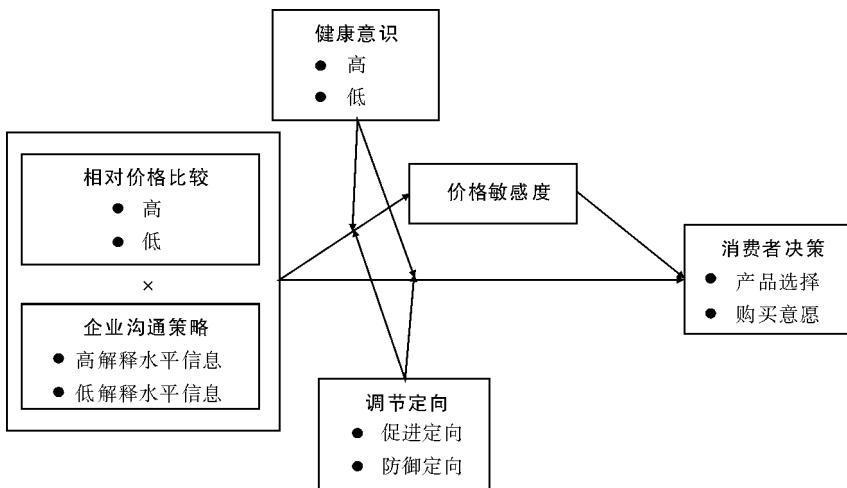 健康意识
● 高
● 低
相对价格比较
● 高
● 低
×
企业沟通策略
● 高解释水平信息
● 低解释水平信息
价格敏感度
消费者决策
● 产品选择
● 购买意愿
调节定向
● 促进定向
● 防御定向